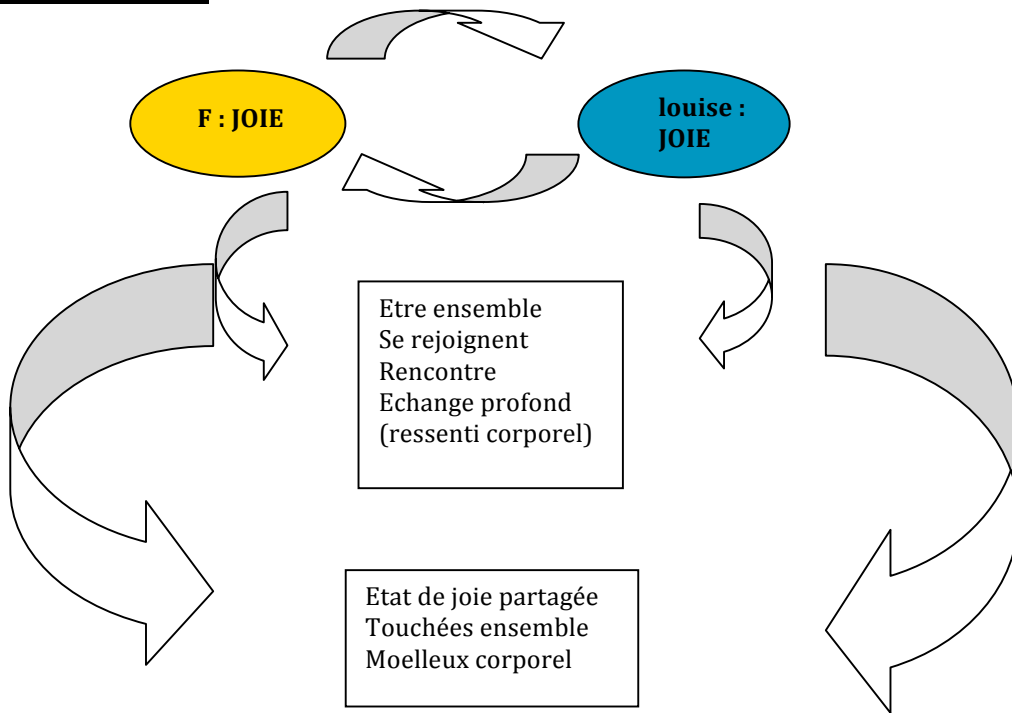 F : JOIE
louise :
JOIE
Etre ensemble
Se rejoignent
Rencontre
Echange profond
(ressenti corporel)
Etat de joie partagée
Touchées ensemble
Moelleux corporel